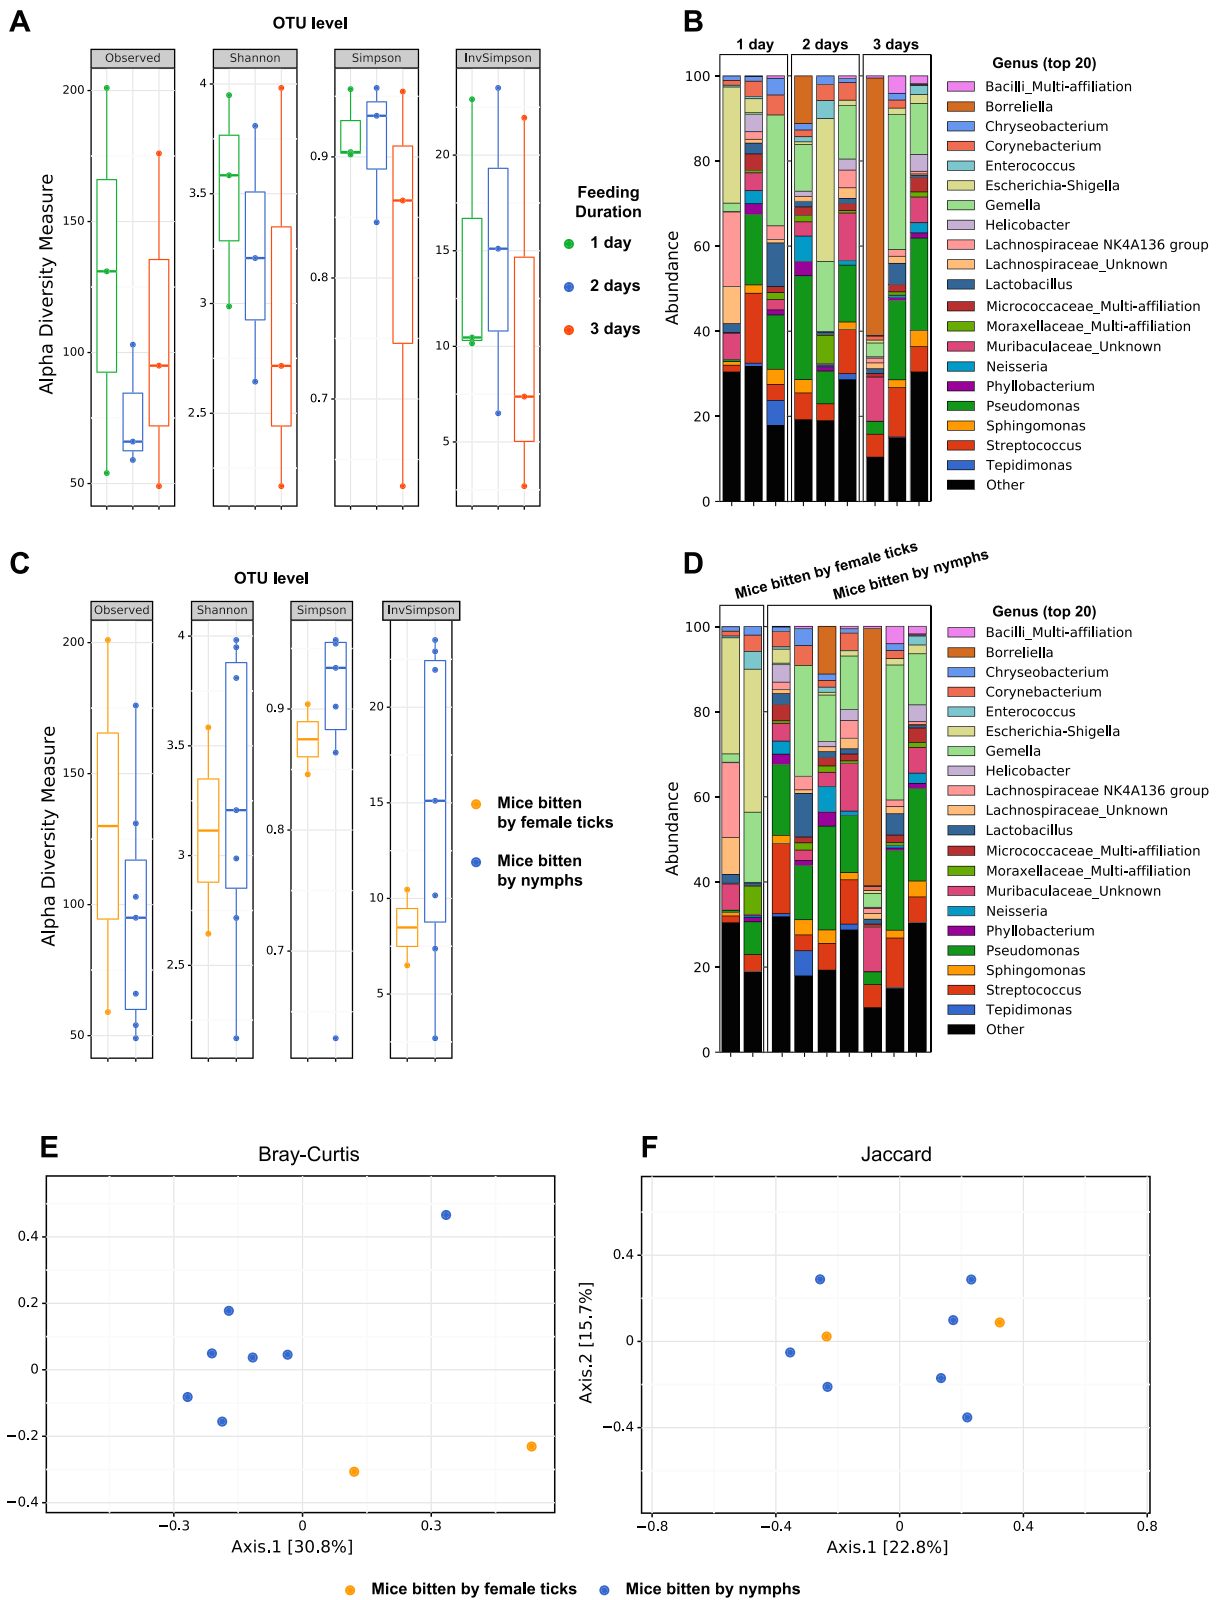 A
OTU level
Observed
Shannon
Simpson
InvSimpson
Alpha Diversity Measure
200
150
100
50
4
3.5
3
2.5
0.9
0.8
0.7
20
15
10
5
Feeding
Duration
1 day
2 days
3 days
B
1 day
2 days
3 days
Abundance
100
80
60
40
20
0
Genus (top 20)
Bacilli_Multi-affiliation
Borreliella
Chryseobacterium
Corynebacterium
Enterococcus
Escherichia-Shigella
Gemella
Helicobacter
Lachnospiraceae NK4A136 group
Lachnospiraceae_Unknown
Lactobacillus
Micrococcaceae_Multi-affiliation
Moraxellaceae_Multi-affiliation
Muribaculaceae_Unknown
Neisseria
Phyllobacterium
Pseudomonas
Sphingomonas
Streptococcus
Tepidimonas
Other
C
OTU level
Observed
Shannon
Simpson
InvSimpson
Alpha Diversity Measure
200
150
100
50
4
3.5
3
2.5
0.9
0.8
0.7
20
15
10
5
Mice bitten
by female ticks
Mice bitten
by nymphs
D
Mice bitten by female ticks
Mice bitten by nymphs
Abundance
100
80
60
40
20
0
Genus (top 20)
Bacilli_Multi-affiliation
Borreliella
Chryseobacterium
Corynebacterium
Enterococcus
Escherichia-Shigella
Gemella
Helicobacter
Lachnospiraceae NK4A136 group
Lachnospiraceae_Unknown
Lactobacillus
Micrococcaceae_Multi-affiliation
Moraxellaceae_Multi-affiliation
Muribaculaceae_Unknown
Neisseria
Phyllobacterium
Pseudomonas
Sphingomonas
Streptococcus
Tepidimonas
Other
E
Bray-Curtis
0.4
0.2
0
−0.2
−0.4
−0.3
0
0.3
Axis.1 [30.8%]
F
Jaccard
Axis.2 [15.7%]
0.4
0
−0.4
−0.8
−0.4
0
0.4
0.8
Axis.1 [22.8%]
Mice bitten by female ticks
Mice bitten by nymphs